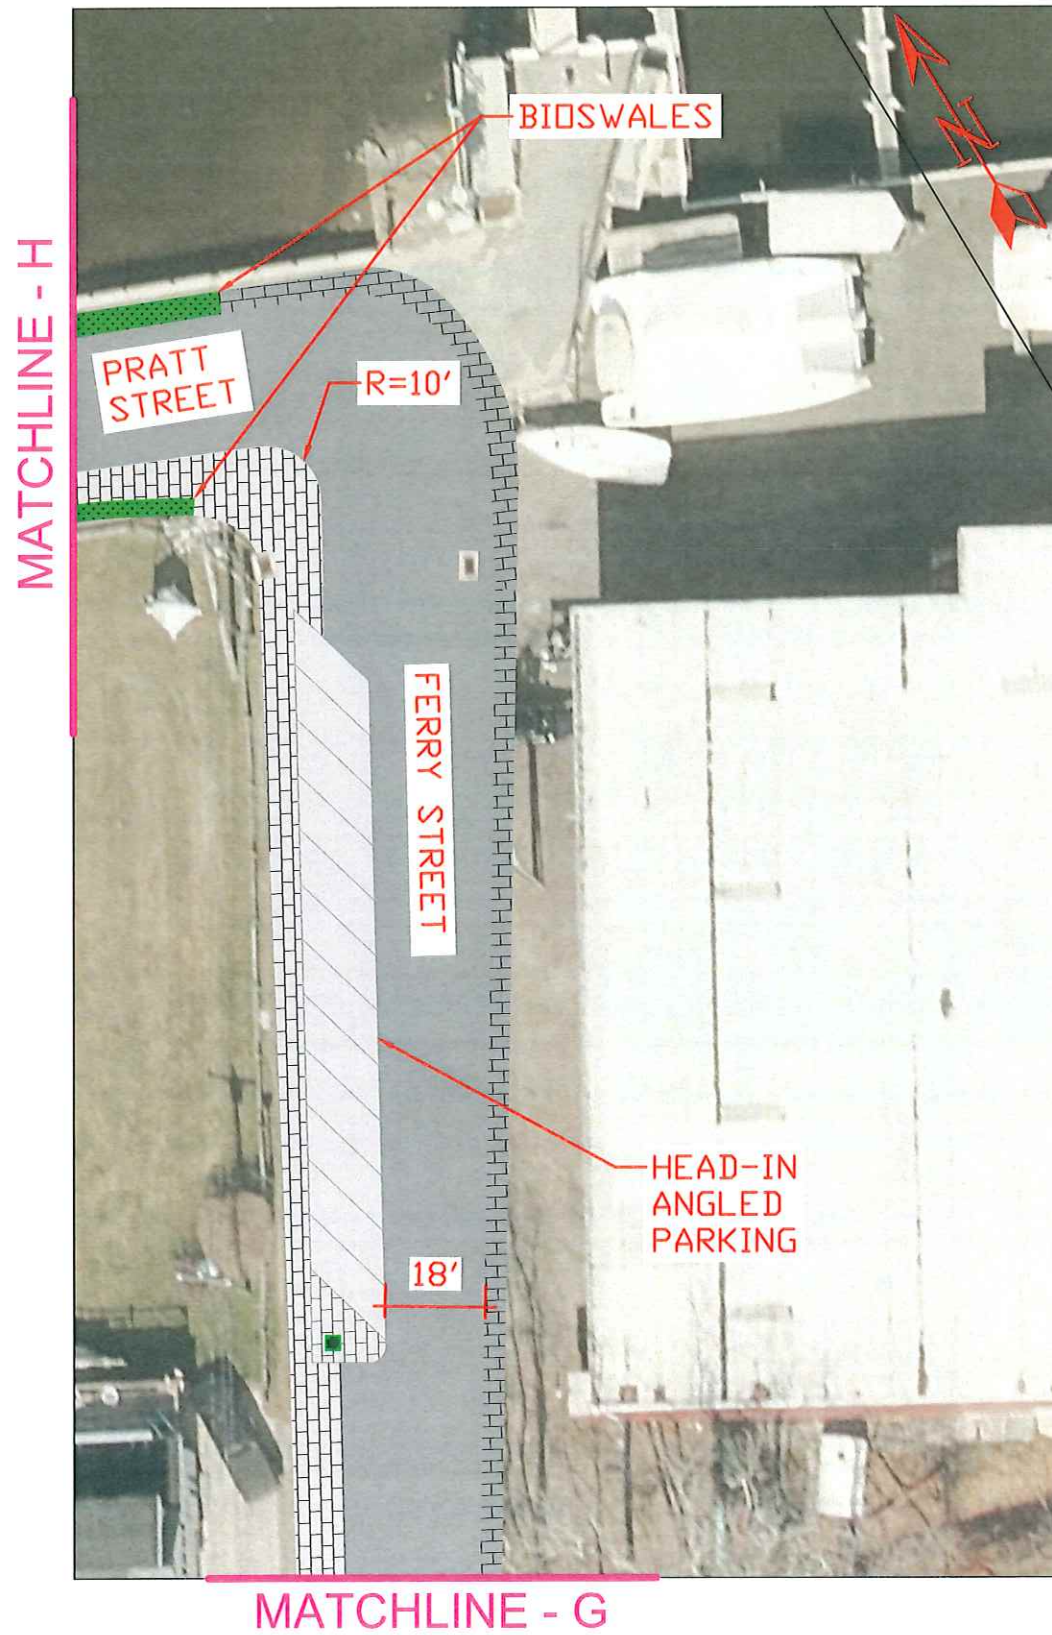 BIOSWALES
N
MATCHLINE - H
PRATT
STREET
R=10'
FERRY STREET
HEAD-IN
ANGLED
PARKING
18'
MATCHLINE - G